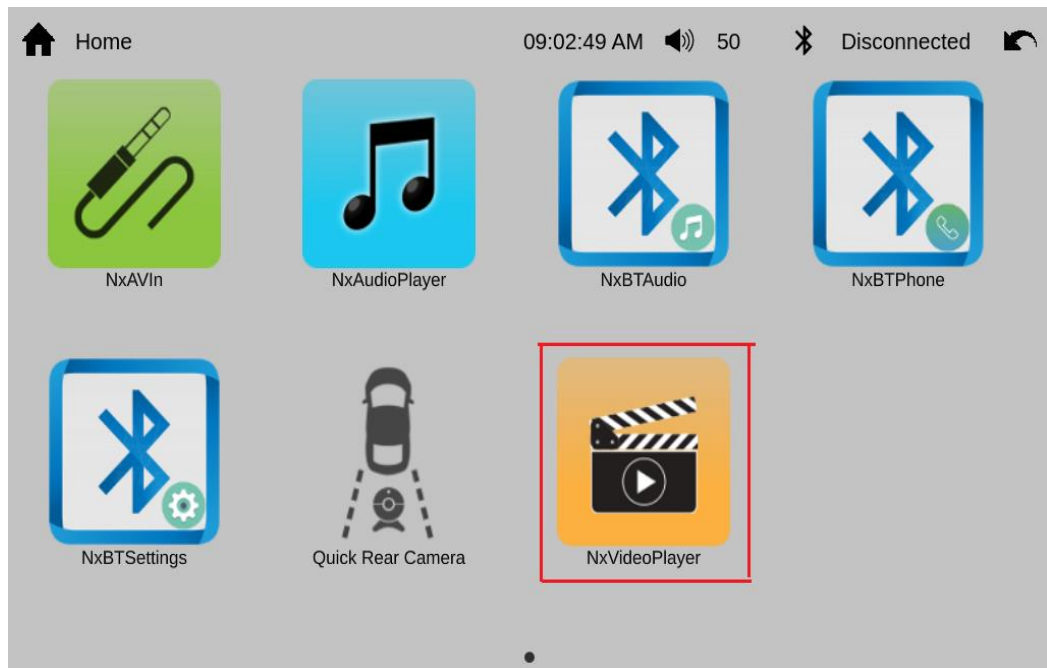 Home 09:02:49 AM 50 Disconnected
NxAVIn NxAudioPlayer NxBTAudio NxBTPhone
NxBTSettings Quick Rear Camera NxVideoPlayer